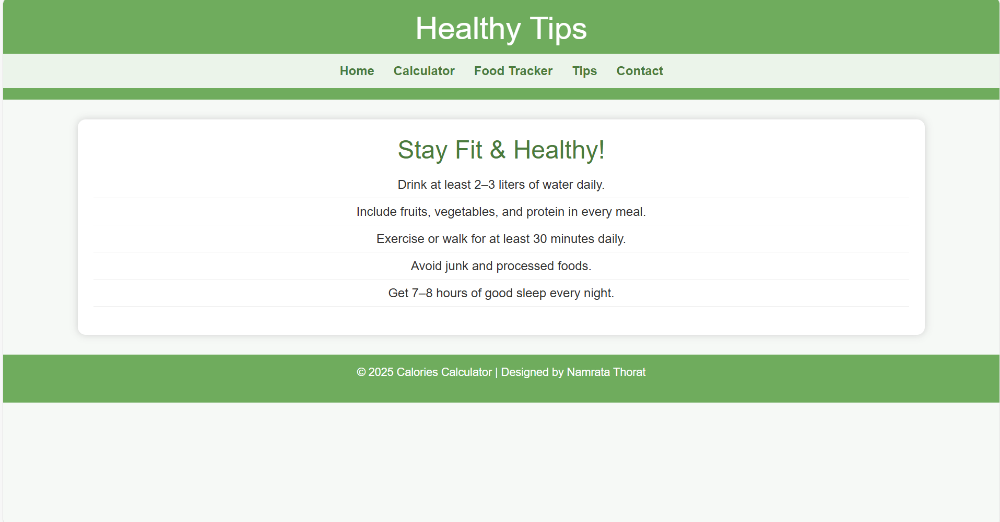 Healthy Tips
Home Calculator Food Tracker Tips Contact
Stay Fit & Healthy!
Drink at least 2–3 liters of water daily.
Include fruits, vegetables, and protein in every meal.
Exercise or walk for at least 30 minutes daily.
Avoid junk and processed foods.
Get 7–8 hours of good sleep every night.
© 2025 Calories Calculator | Designed by Namrata Thorat